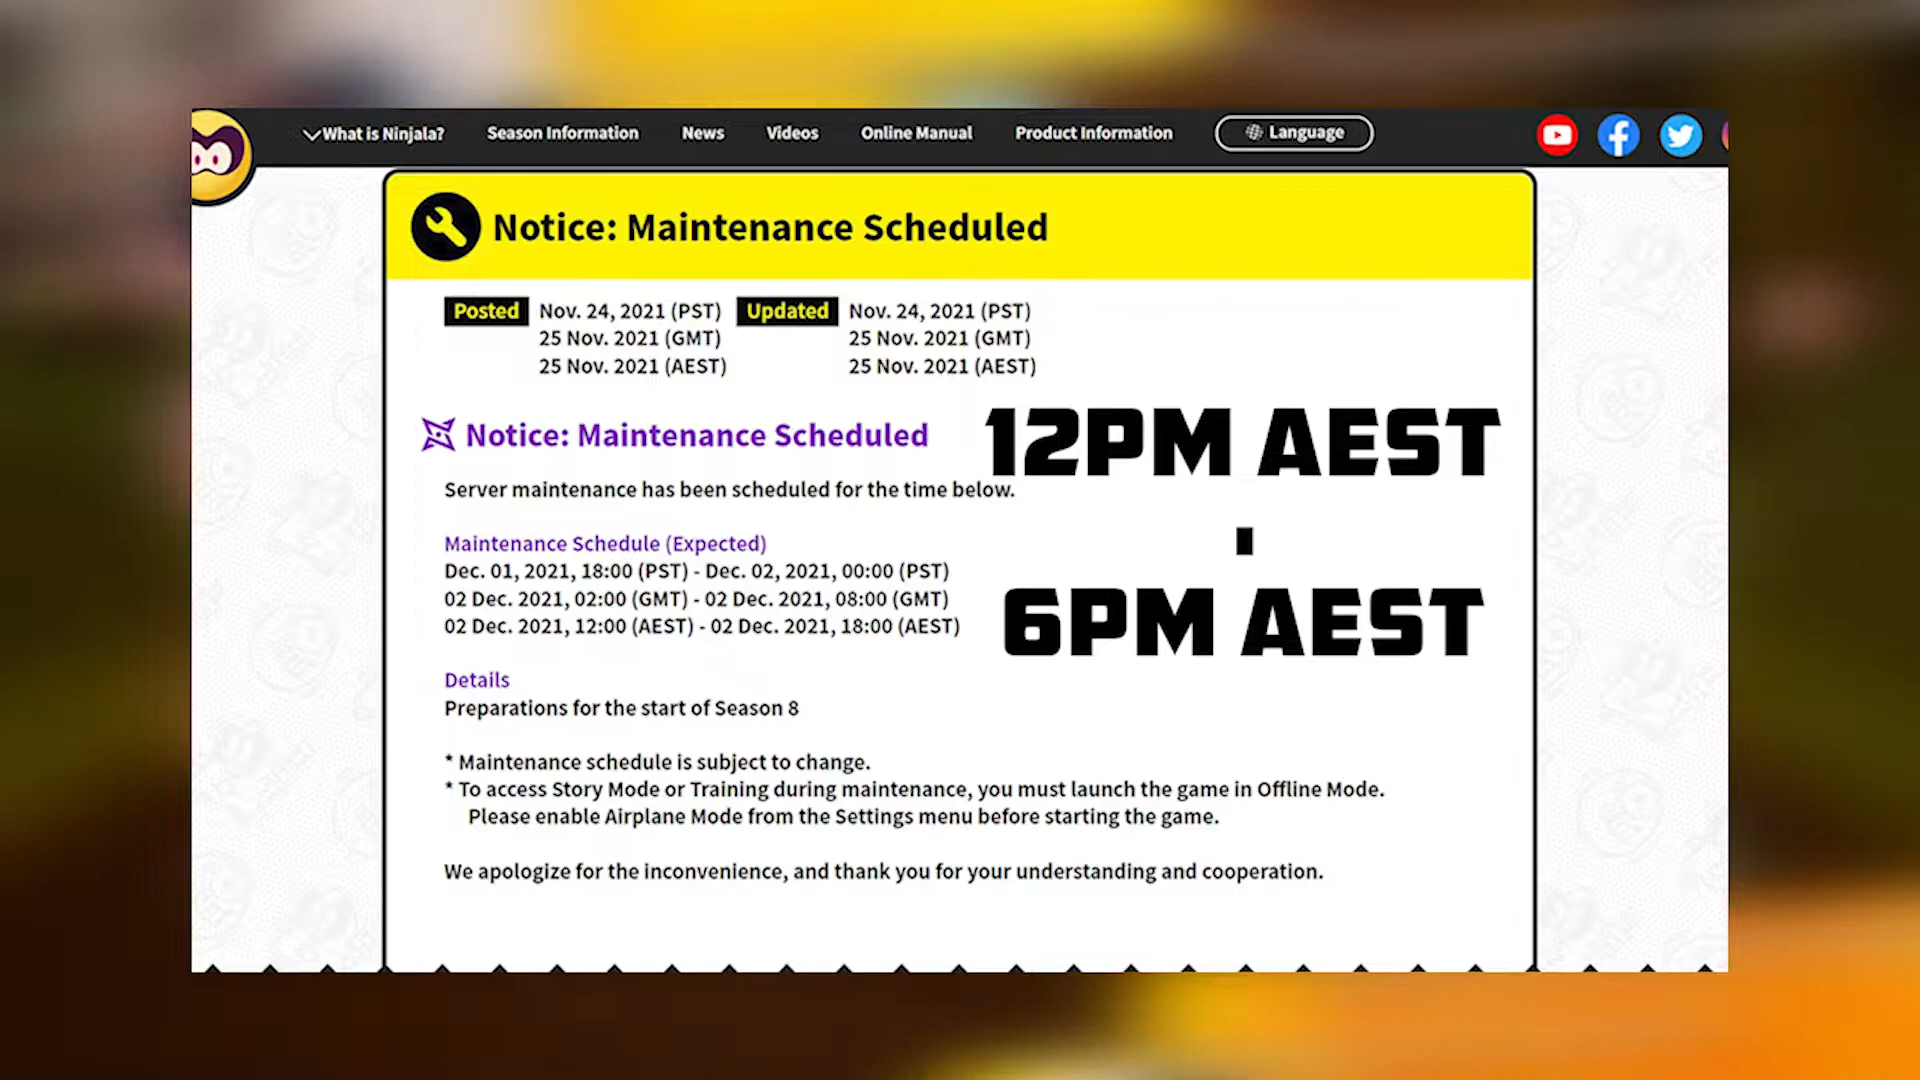 What is Ninjala? Season Information News Videos Online Manual Product Information Language
Notice: Maintenance Scheduled
Posted Nov. 24, 2021 (PST) Updated Nov. 24, 2021 (PST)
25 Nov. 2021 (GMT) 25 Nov. 2021 (GMT)
25 Nov. 2021 (AEST) 25 Nov. 2021 (AEST)
Notice: Maintenance Scheduled
12PM AEST
-
6PM AEST
Server maintenance has been scheduled for the time below.
Maintenance Schedule (Expected)
Dec. 01, 2021, 18:00 (PST) - Dec. 02, 2021, 00:00 (PST)
02 Dec. 2021, 02:00 (GMT) - 02 Dec. 2021, 08:00 (GMT)
02 Dec. 2021, 12:00 (AEST) - 02 Dec. 2021, 18:00 (AEST)
Details
Preparations for the start of Season 8
* Maintenance schedule is subject to change.
* To access Story Mode or Training during maintenance, you must launch the game in Offline Mode.
Please enable Airplane Mode from the Settings menu before starting the game.
We apologize for the inconvenience, and thank you for your understanding and cooperation.